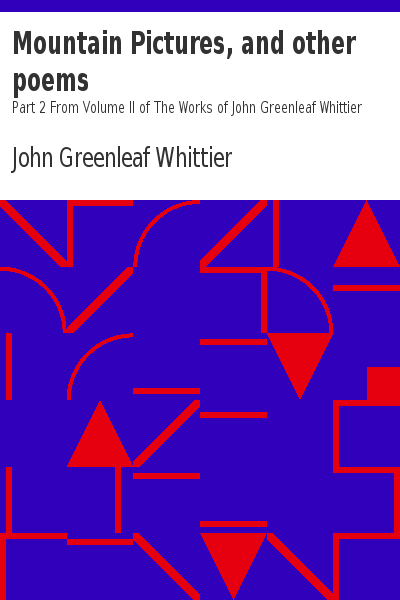 Mountain Pictures, and other
poems
Part 2 From Volume II of The Works of John Greenleaf Whittier
John Greenleaf Whittier